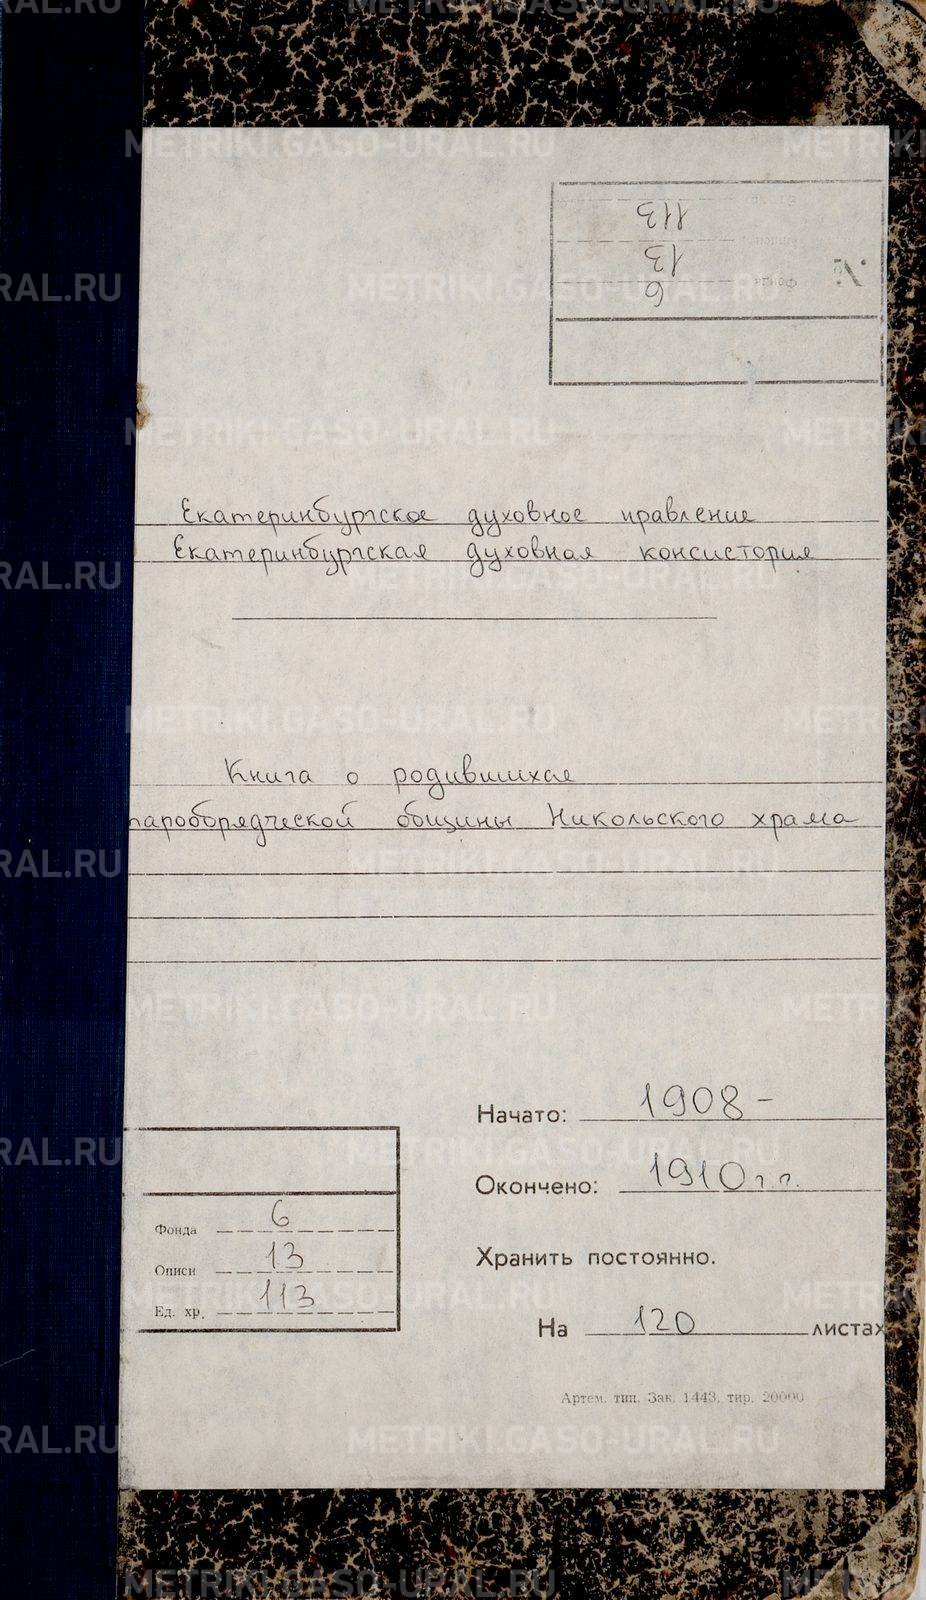 113
13
Фонда 6
№
Екатеринбургское духовное правление
Екатеринбургская духовная консистория
Книга о родившихся
тарообрядческой общины Никольского храма
Начато: 1908-
Окончено: 1910 г.г.
Хранить постоянно.
На 120 листах
Фонда 6
Описи 13
Ед. хр. 113
Артем. тип. Зак. 1443, тир. 20000
METRIKI.GASO-URAL.RU